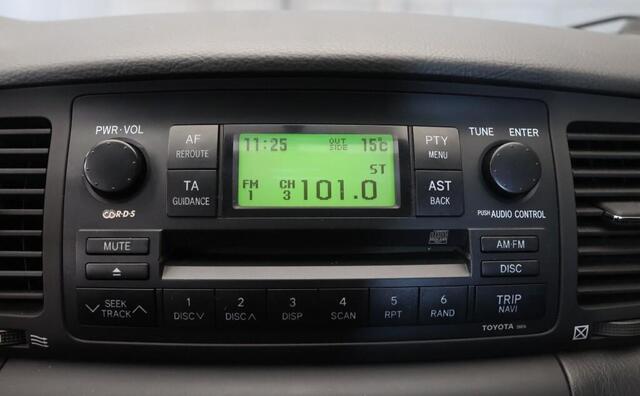 PWR·VOL
AF
REROUTE
TA
GUIDANCE
11:25
OUT
SIDE
15°C
ST
FM
1
CH
3
101.0
PTY
MENU
AST
BACK
TUNE
ENTER
R·D·S
PUSH AUDIO CONTROL
MUTE
AM·FM
DISC
SEEK
TRACK
1
DISC
2
DISC
3
DISP
4
SCAN
5
RPT
6
RAND
TRIP
NAVI
TOYOTA